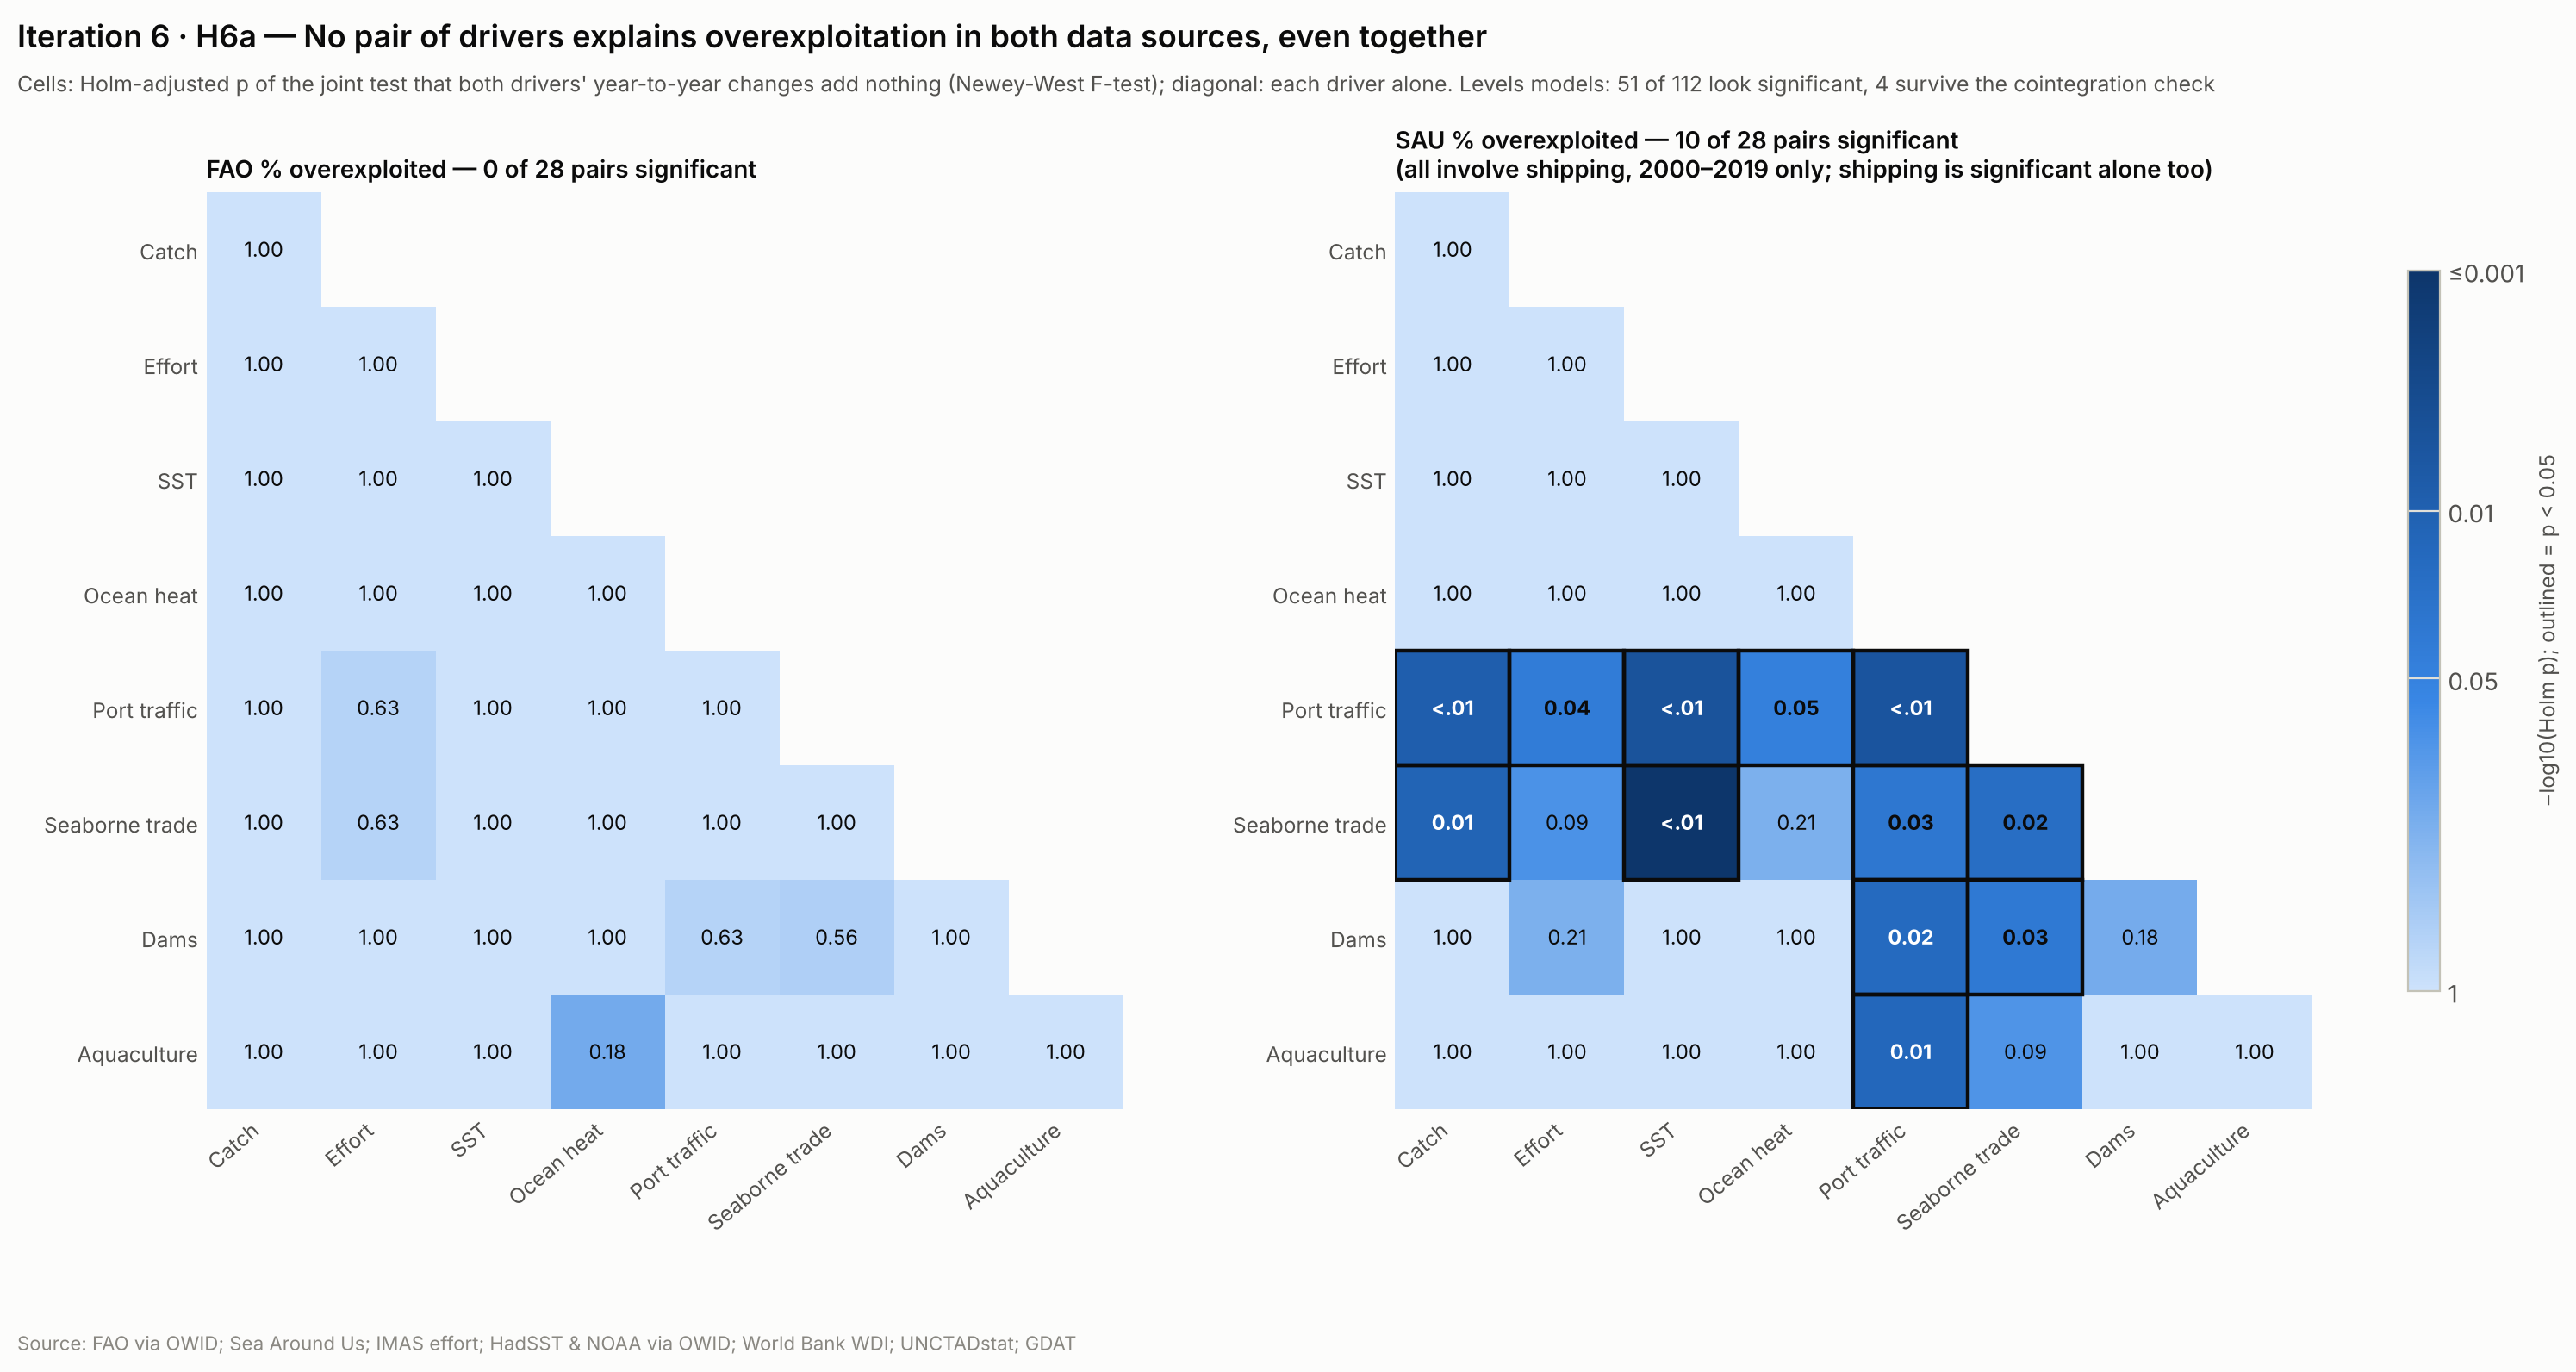 Iteration 6 · H6a — No pair of drivers explains overexploitation in both data sources, even together
Cells: Holm-adjusted p of the joint test that both drivers' year-to-year changes add nothing (Newey-West F-test); diagonal: each driver alone. Levels models: 51 of 112 look significant, 4 survive the cointegration check
FAO % overexploited — 0 of 28 pairs significant
Catch 1.00
Effort 1.00 1.00
SST 1.00 1.00 1.00
Ocean heat 1.00 1.00 1.00 1.00
Port traffic 1.00 0.63 1.00 1.00 1.00
Seaborne trade 1.00 0.63 1.00 1.00 1.00 1.00
Dams 1.00 1.00 1.00 1.00 0.63 0.56 1.00
Aquaculture 1.00 1.00 1.00 0.18 1.00 1.00 1.00 1.00
Catch Effort SST Ocean heat Port traffic Seaborne trade Dams Aquaculture
SAU % overexploited — 10 of 28 pairs significant
(all involve shipping, 2000–2019 only; shipping is significant alone too)
Catch 1.00
Effort 1.00 1.00
SST 1.00 1.00 1.00
Ocean heat 1.00 1.00 1.00 1.00
Port traffic <.01 0.04 <.01 0.05 <.01
Seaborne trade 0.01 0.09 <.01 0.21 0.03 0.02
Dams 1.00 0.21 1.00 1.00 0.02 0.03 0.18
Aquaculture 1.00 1.00 1.00 1.00 0.01 0.09 1.00 1.00
Catch Effort SST Ocean heat Port traffic Seaborne trade Dams Aquaculture
≤0.001
0.01
0.05
1
−log10(Holm p); outlined = p < 0.05
Source: FAO via OWID; Sea Around Us; IMAS effort; HadSST & NOAA via OWID; World Bank WDI; UNCTADstat; GDAT